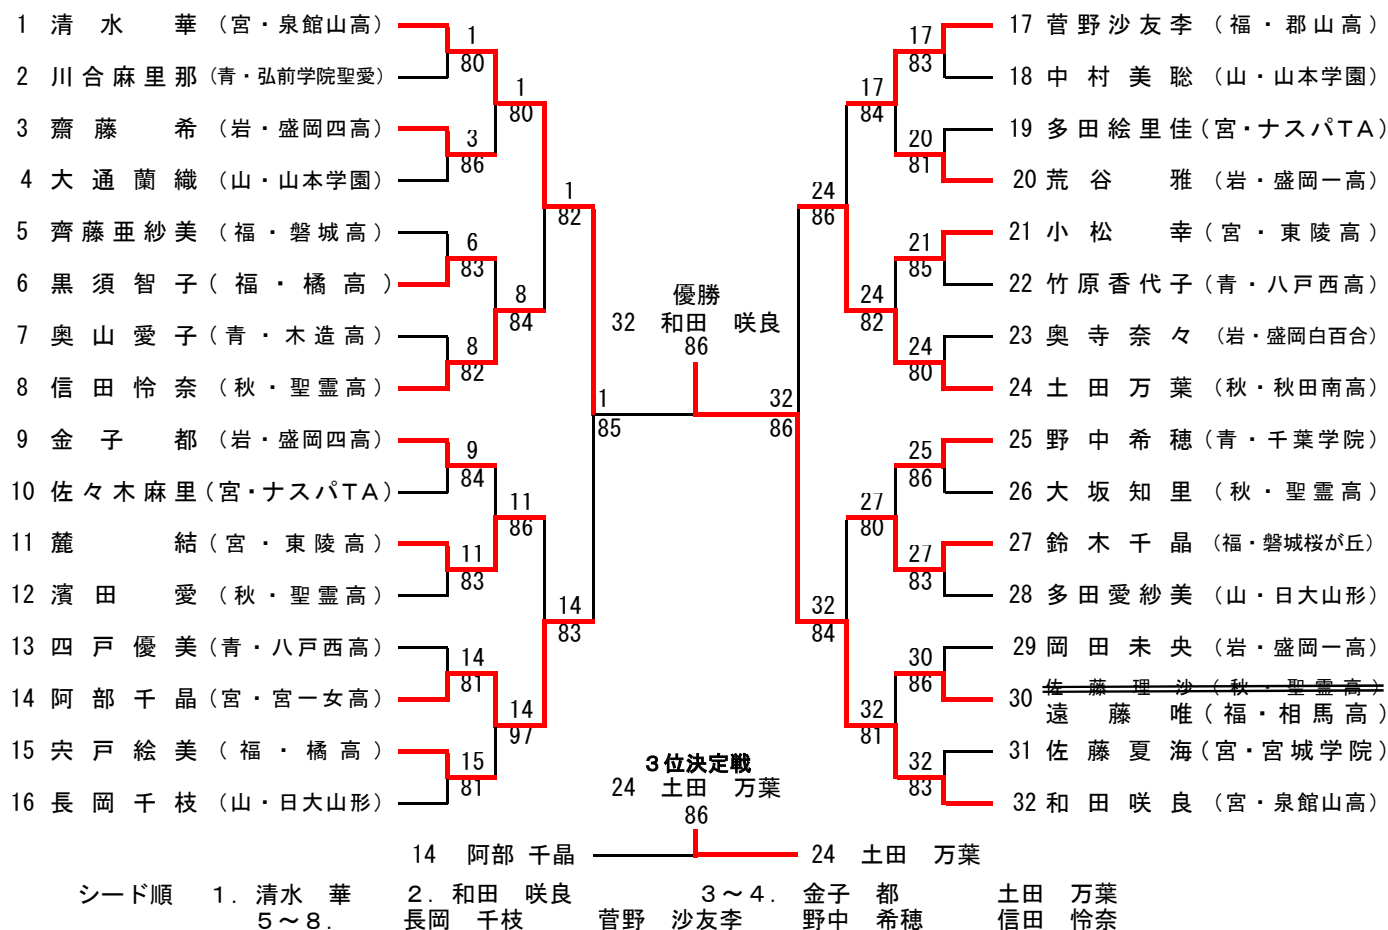 1 清水 華 (宮・泉館山高)
2 川合麻里那 (青・弘前学院聖愛)
3 齋藤 希 (岩・盛岡四高)
4 大通蘭織 (山・山本学園)
5 齊藤亜紗美 (福・磐城高)
6 黒須智子 (福・橘高)
7 奥山愛子 (青・木造高)
8 信田怜奈 (秋・聖霊高)
9 金子 都 (岩・盛岡四高)
10 佐々木麻里 (宮・ナスパTA)
11 麓 結 (宮・東陵高)
12 濱田 愛 (秋・聖霊高)
13 四戸優美 (青・八戸西高)
14 阿部千晶 (宮・宮一女高)
15 宍戸絵美 (福・橘高)
16 長岡千枝 (山・日大山形)
1
80
3
86
6
83
8
82
9
84
11
83
14
81
15
81
1
80
8
84
11
86
14
97
1
82
14
83
1
85
優勝
32 和田 咲良
86
32
86
24
86
32
84
17
84
24
82
27
80
32
81
17
83
20
81
21
85
24
80
25
86
27
83
30
86
32
83
17 菅野沙友李 (福・郡山高)
18 中村美聡 (山・山本学園)
19 多田絵里佳 (宮・ナスパTA)
20 荒谷 雅 (岩・盛岡一高)
21 小松 幸 (宮・東陵高)
22 竹原香代子 (青・八戸西高)
23 奥寺奈々 (岩・盛岡白百合)
24 土田万葉 (秋・秋田南高)
25 野中希穂 (青・千葉学院)
26 大坂知里 (秋・聖霊高)
27 鈴木千晶 (福・磐城桜が丘)
28 多田愛紗美 (山・日大山形)
29 岡田未央 (岩・盛岡一高)
佐藤理沙 (秋・聖霊高)
30 遠藤 唯 (福・相馬高)
31 佐藤夏海 (宮・宮城学院)
32 和田咲良 (宮・泉館山高)
3位決定戦
24 土田 万葉
86
14 阿部 千晶
24 土田 万葉
シード順 1. 清水 華 2. 和田 咲良 3～4. 金子 都 土田 万葉
5～8. 長岡 千枝 菅野 沙友李 野中 希穂 信田 怜奈